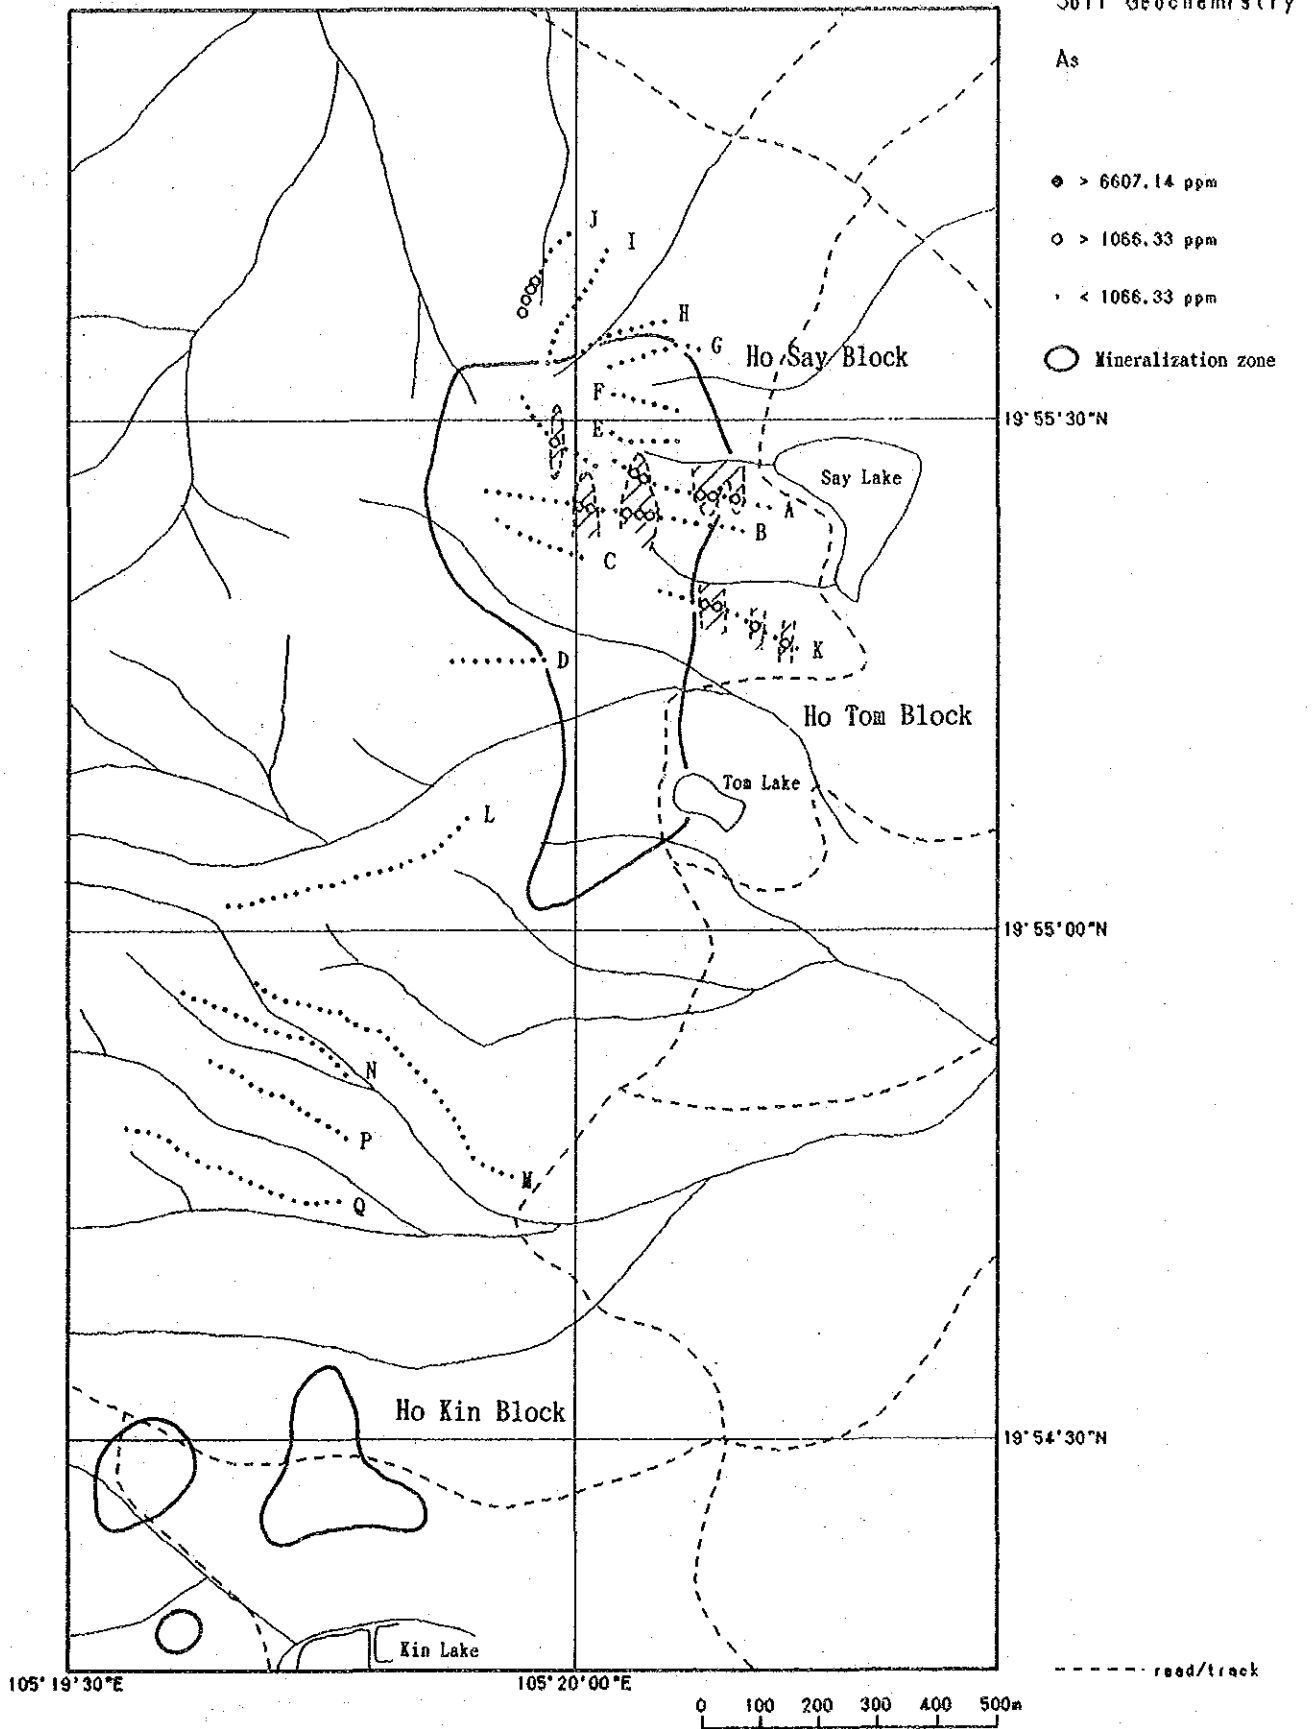 Soil Geochemistry
As
> 6607.14 ppm
> 1066.33 ppm
< 1066.33 ppm
Mineralization zone
J
I
H
G
Ho Say Block
F
19°55'30"N
E
Say Lake
A
B
C
K
D
Ho Tom Block
Tom Lake
L
19°55'00"N
N
P
M
Q
Ho Kin Block
19°54'30"N
Kin Lake
105°19'30"E
105°20'00"E
road/track
0 100 200 300 400 500m